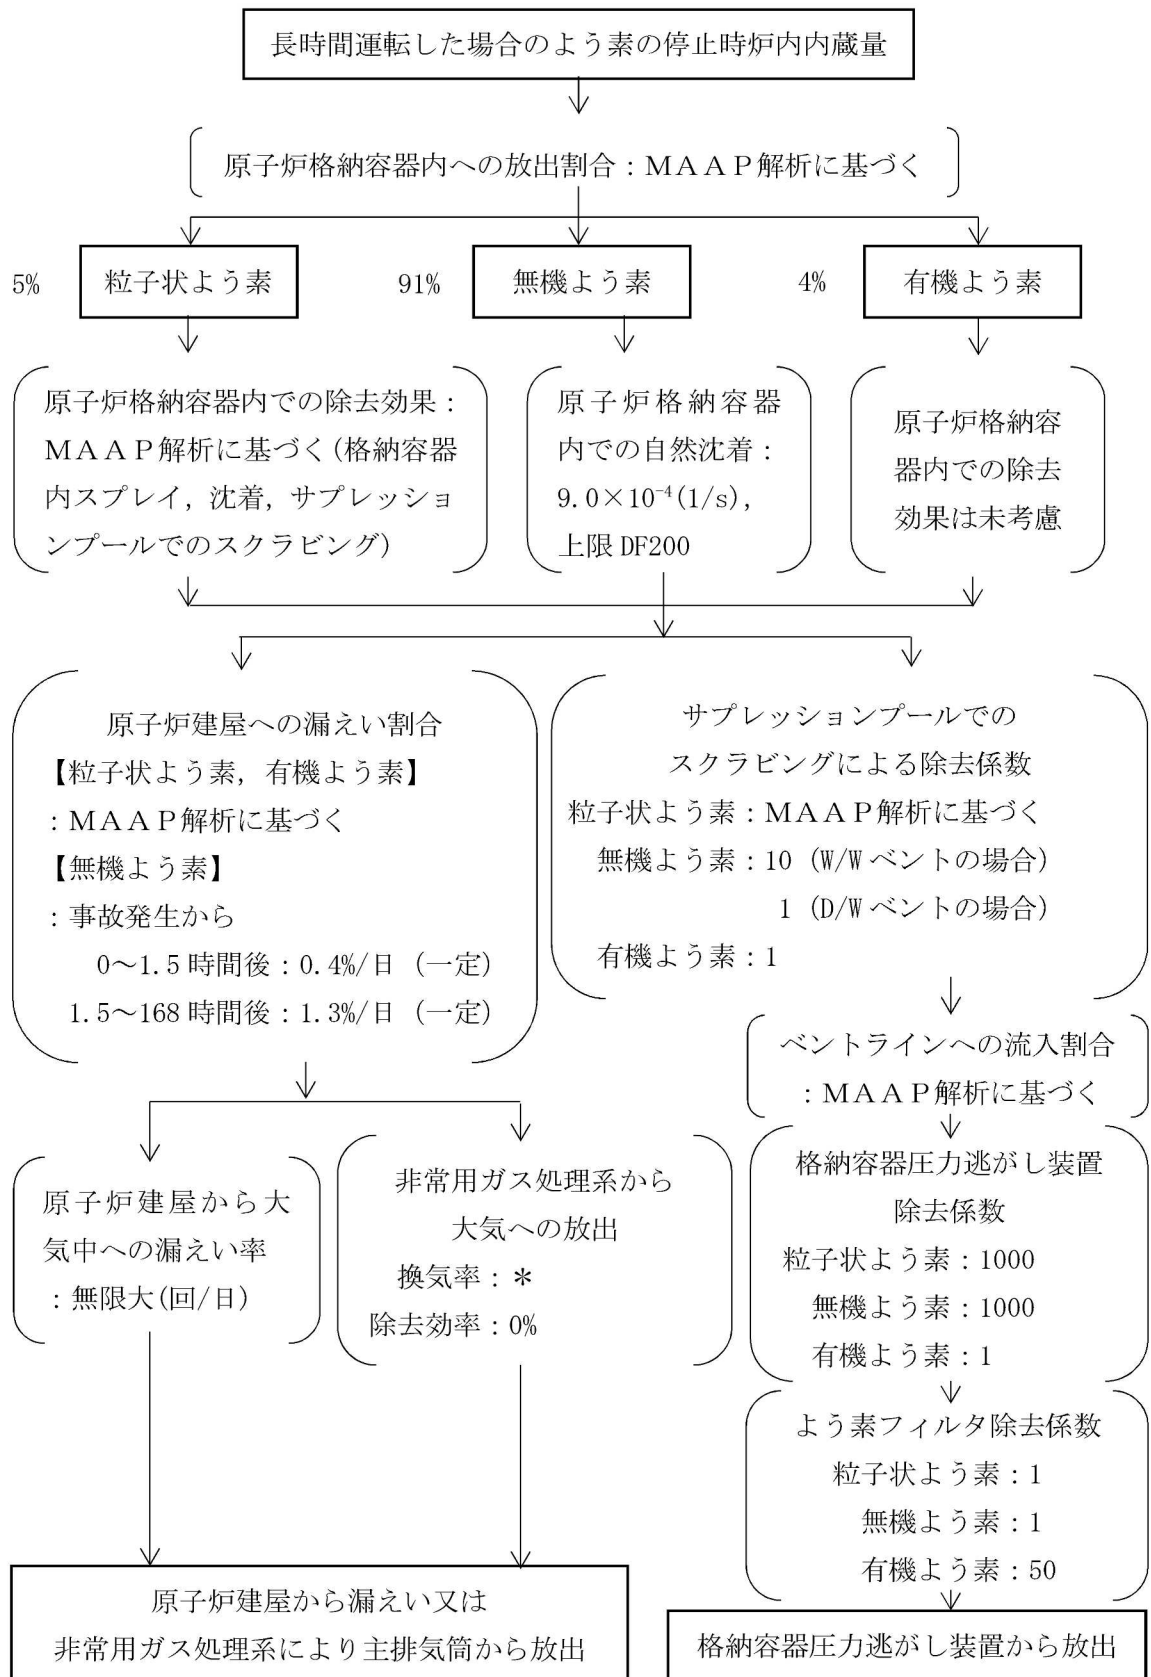 長時間運転した場合のよう素の停止時炉内内蔵量
原子炉格納容器内への放出割合：ＭＡＡＰ解析に基づく
5%
粒子状よう素
91%
無機よう素
4%
有機よう素
原子炉格納容器内での除去効果：
ＭＡＡＰ解析に基づく(格納容器
内スプレイ，沈着，サプレッショ
ンプールでのスクラビング)
原子炉格納容器
内での自然沈着：
9.0×10⁻⁴(1/s)，
上限 DF200
原子炉格納容
器内での除去
効果は未考慮
原子炉建屋への漏えい割合
【粒子状よう素，有機よう素】
：ＭＡＡＰ解析に基づく
【無機よう素】
：事故発生から
0～1.5 時間後：0.4%/日 (一定)
1.5～168 時間後：1.3%/日 (一定)
サプレッションプールでの
スクラビングによる除去係数
粒子状よう素：ＭＡＡＰ解析に基づく
無機よう素：10 (W/W ベントの場合)
1 (D/W ベントの場合)
有機よう素：1
ベントラインへの流入割合
：ＭＡＡＰ解析に基づく
原子炉建屋から大
気中への漏えい率
：無限大(回/日)
非常用ガス処理系から
大気への放出
換気率：＊
除去効率：0%
格納容器圧力逃がし装置
除去係数
粒子状よう素：1000
無機よう素：1000
有機よう素：1
よう素フィルタ除去係数
粒子状よう素：1
無機よう素：1
有機よう素：50
原子炉建屋から漏えい又は
非常用ガス処理系により主排気筒から放出
格納容器圧力逃がし装置から放出